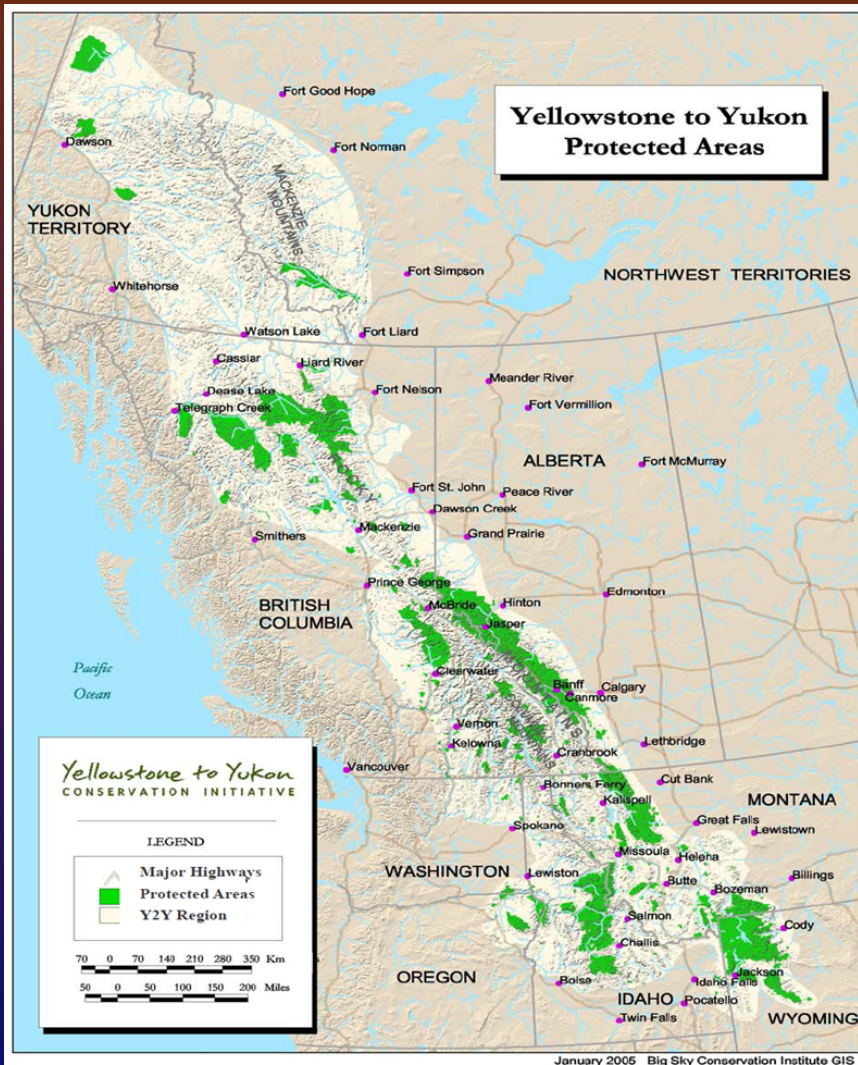 Yellowstone to Yukon
Protected Areas
Fort Good Hope
Dawson
Fort Norman
MACKENZIE
MOUNTAINS
YUKON
TERRITORY
Whitehorse
Fort Simpson
NORTHWEST TERRITORIES
Watson Lake
Fort Liard
Cassiar
Liard River
Dease Lake
Fort Nelson
Meander River
Telegraph Creek
Fort Vermillion
ROCKY
ALBERTA
Fort McMurray
Fort St. John
Peace River
Dawson Creek
Mackenzie
Smithers
Grand Prairie
Prince George
BRITISH
COLUMBIA
McBride
Hinton
Edmonton
Jasper
Pacific
Ocean
Clearwater
MOUNTAINS
Banff
Canmore
Calgary
COLUMBIA
MOUNTAINS
Vernon
Kelowna
Cranbrook
Lethbridge
Vancouver
Bonners Ferry
Cut Bank
Kalispell
MONTANA
Spokane
Great Falls
Lewistown
WASHINGTON
Missoula
Helena
Lewiston
Butte
Bozeman
Billings
Salmon
Cody
Challis
OREGON
Boise
Jackson
Idaho Falls
IDAHO
Pocatello
Twin Falls
WYOMING
Yellowstone to Yukon
CONSERVATION INITIATIVE
LEGEND
Major Highways
Protected Areas
Y2Y Region
70 0 70 140 210 280 350 Km
50 0 50 100 150 200 Miles
January 2005 Big Sky Conservation Institute GIS